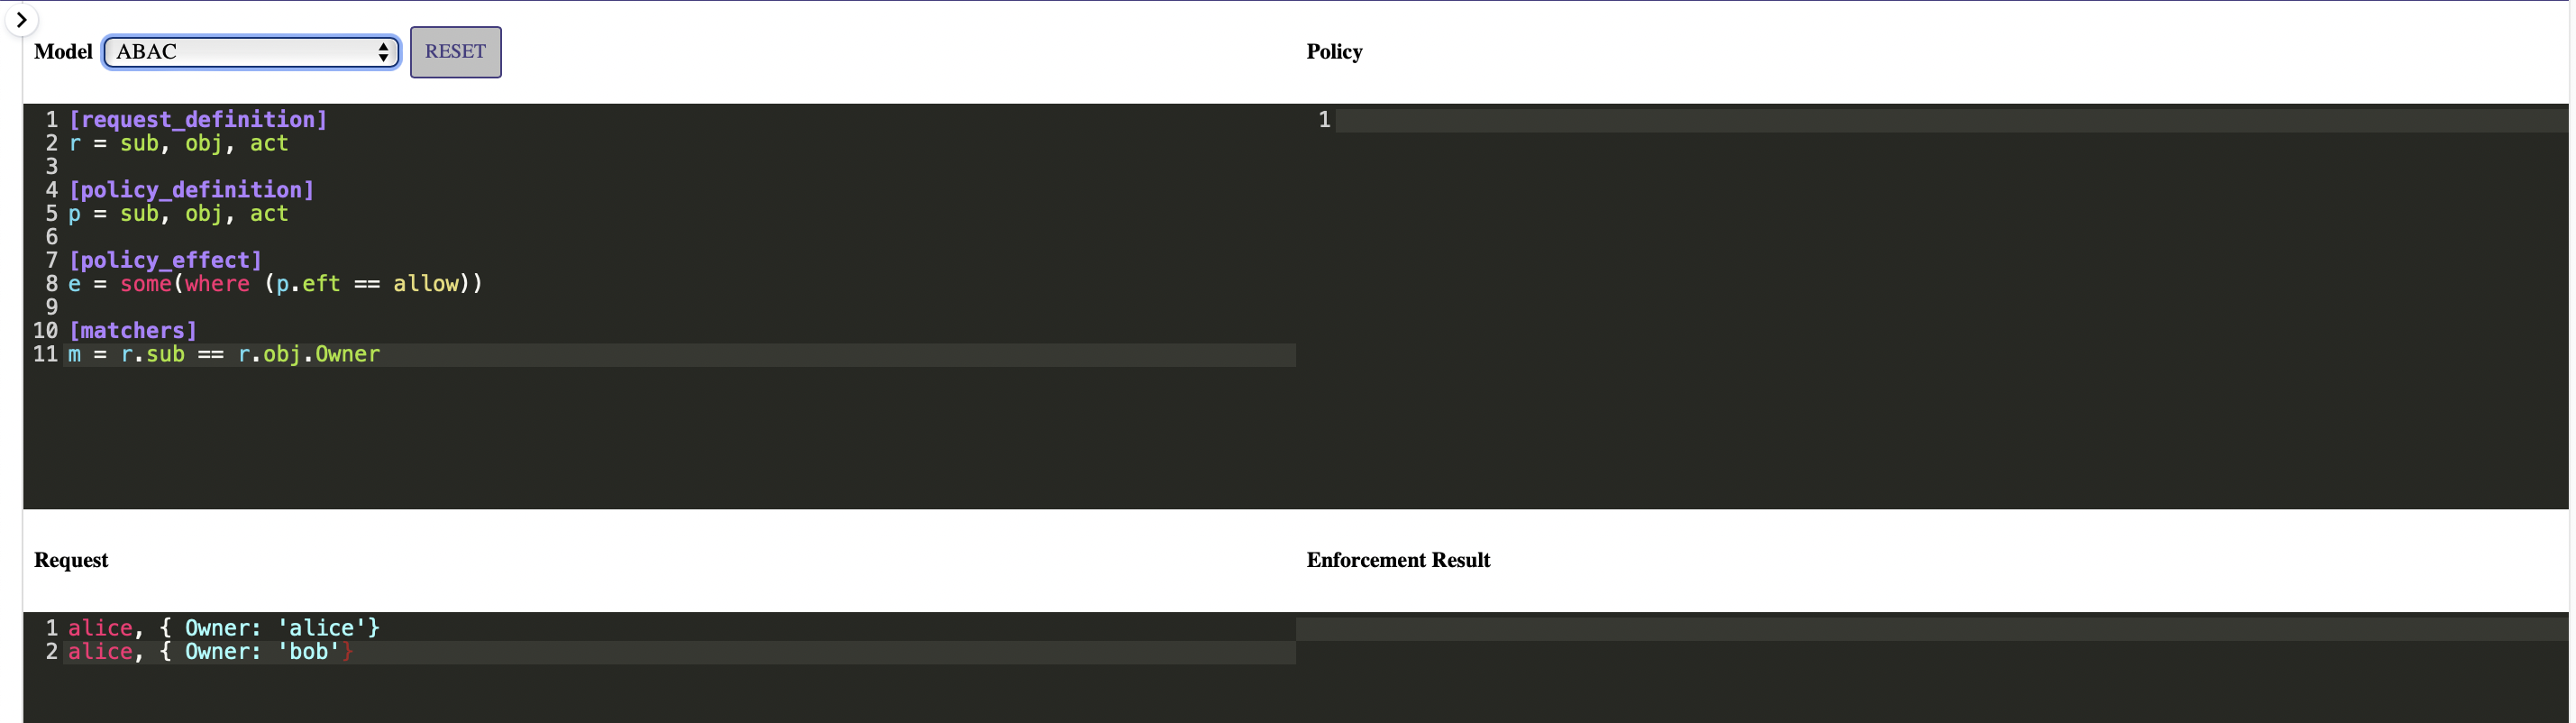 Model ABAC RESET
Policy
1 [request_definition]
2 r = sub, obj, act
3
4 [policy_definition]
5 p = sub, obj, act
6
7 [policy_effect]
8 e = some(where (p.eft == allow))
9
10 [matchers]
11 m = r.sub == r.obj.Owner
1
Request
Enforcement Result
1 alice, { Owner: 'alice'}
2 alice, { Owner: 'bob'}